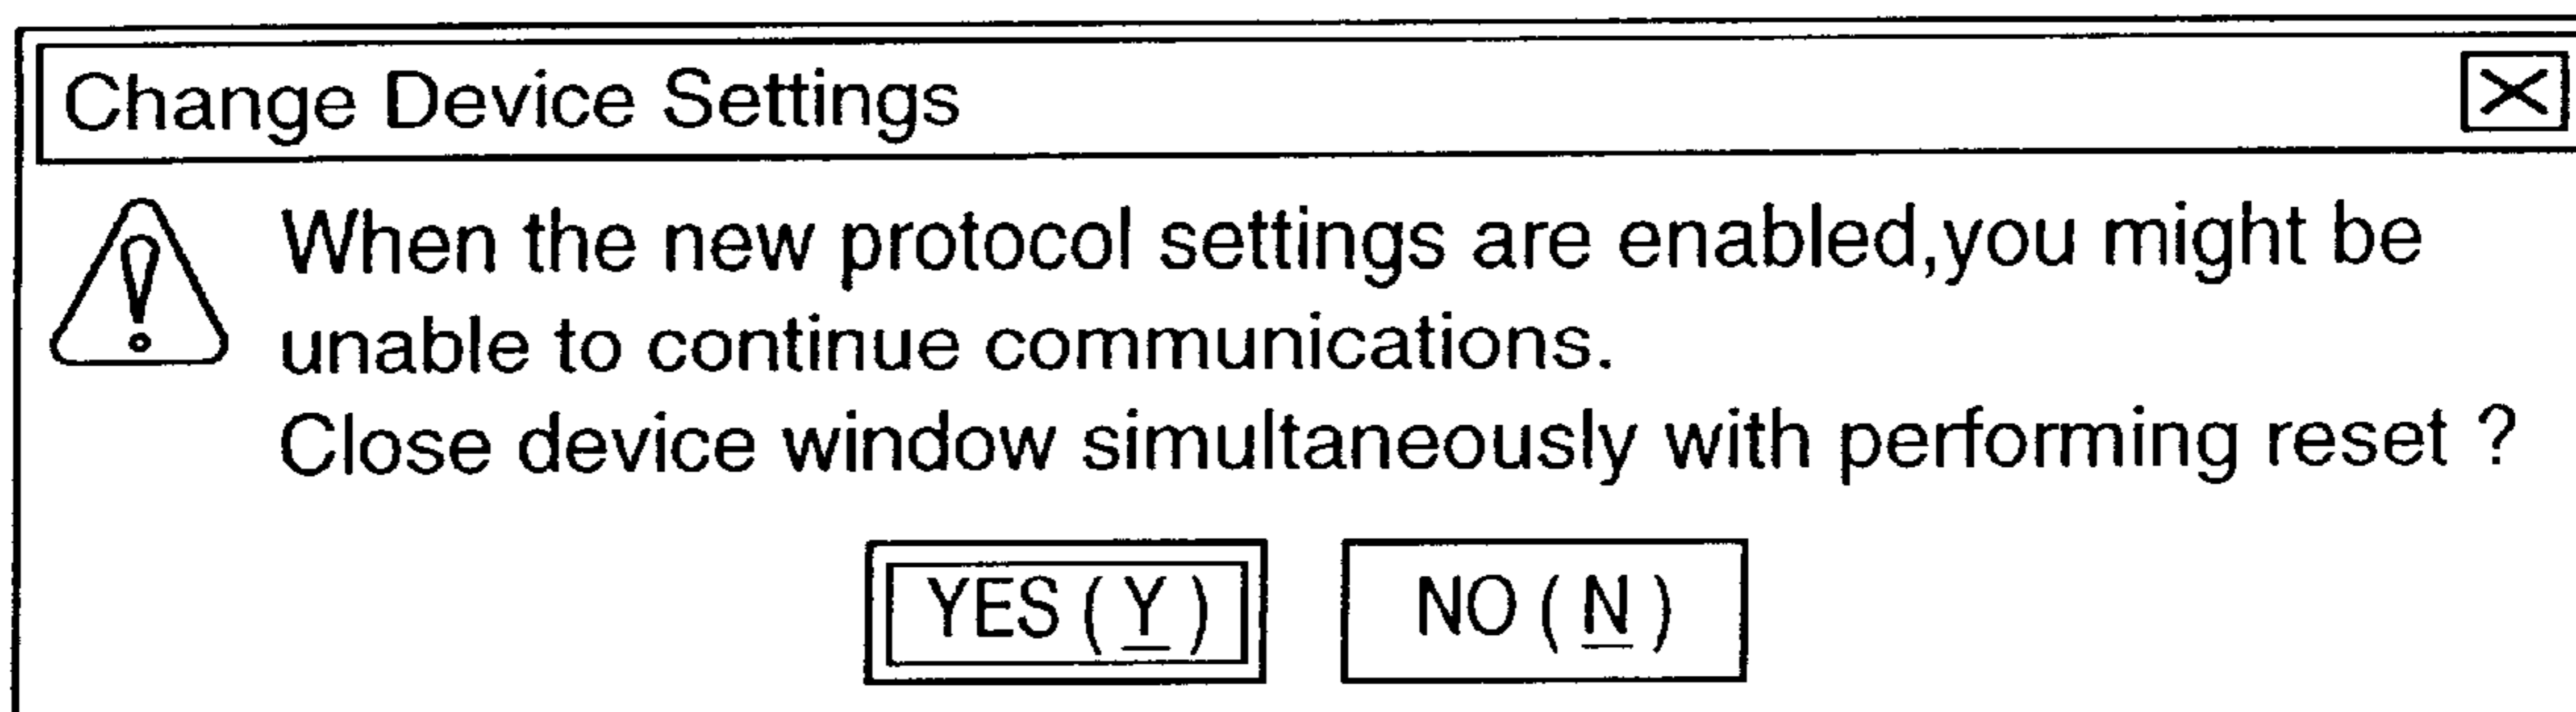 Change Device Settings
When the new protocol settings are enabled,you might be
unable to continue communications.
Close device window simultaneously with performing reset ?
YES ( Y ) NO ( N )